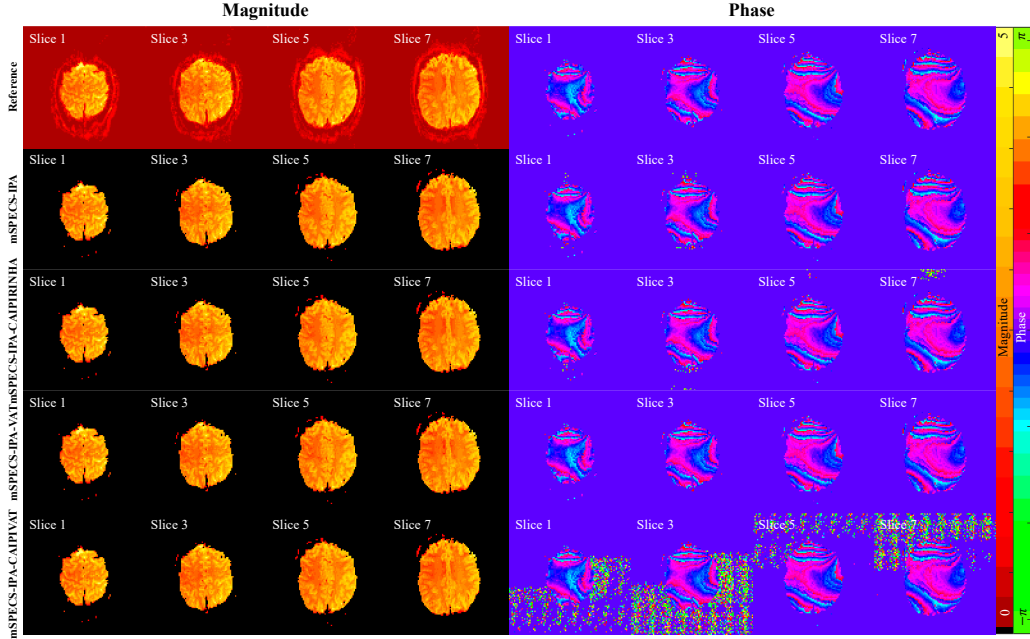 Magnitude Phase
Reference
Slice 1 Slice 3 Slice 5 Slice 7 Slice 1 Slice 3 Slice 5 Slice 7
mSPECS-IPA
Slice 1 Slice 3 Slice 5 Slice 7 Slice 1 Slice 3 Slice 5 Slice 7
mSPECS-IPA-CAIPIRINHA
Slice 1 Slice 3 Slice 5 Slice 7 Slice 1 Slice 3 Slice 5 Slice 7
mSPECS-IPA-VAT
Slice 1 Slice 3 Slice 5 Slice 7 Slice 1 Slice 3 Slice 5 Slice 7
mSPECS-IPA-CAIPIVAT
Slice 1 Slice 3 Slice 5 Slice 7 Slice 1 Slice 3 Slice 5 Slice 7
5
Magnitude
0
π
Phase
-π